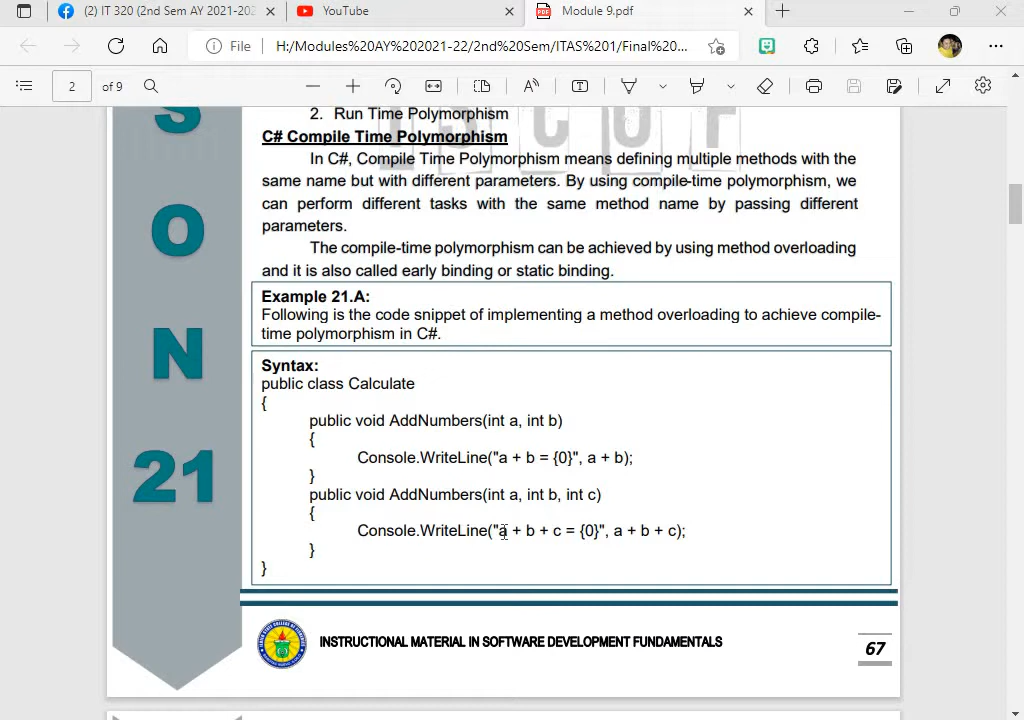 (2) IT 320 (2nd Sem AY 2021-202
YouTube
Module 9.pdf
File
H:/Modules%20AY%202021-22/2nd%20Sem/ITAS%201/Final%20...
2
of 9
S
O
N
21
2. Run Time Polymorphism
C# Compile Time Polymorphism
In C#, Compile Time Polymorphism means defining multiple methods with the
same name but with different parameters. By using compile-time polymorphism, we
can perform different tasks with the same method name by passing different
parameters.
The compile-time polymorphism can be achieved by using method overloading
and it is also called early binding or static binding.
Example 21.A:
Following is the code snippet of implementing a method overloading to achieve compile-
time polymorphism in C#.
Syntax:
public class Calculate
{
public void AddNumbers(int a, int b)
{
Console.WriteLine("a + b = {0}", a + b);
}
public void AddNumbers(int a, int b, int c)
{
Console.WriteLine("a + b + c = {0}", a + b + c);
}
}
INSTRUCTIONAL MATERIAL IN SOFTWARE DEVELOPMENT FUNDAMENTALS
67